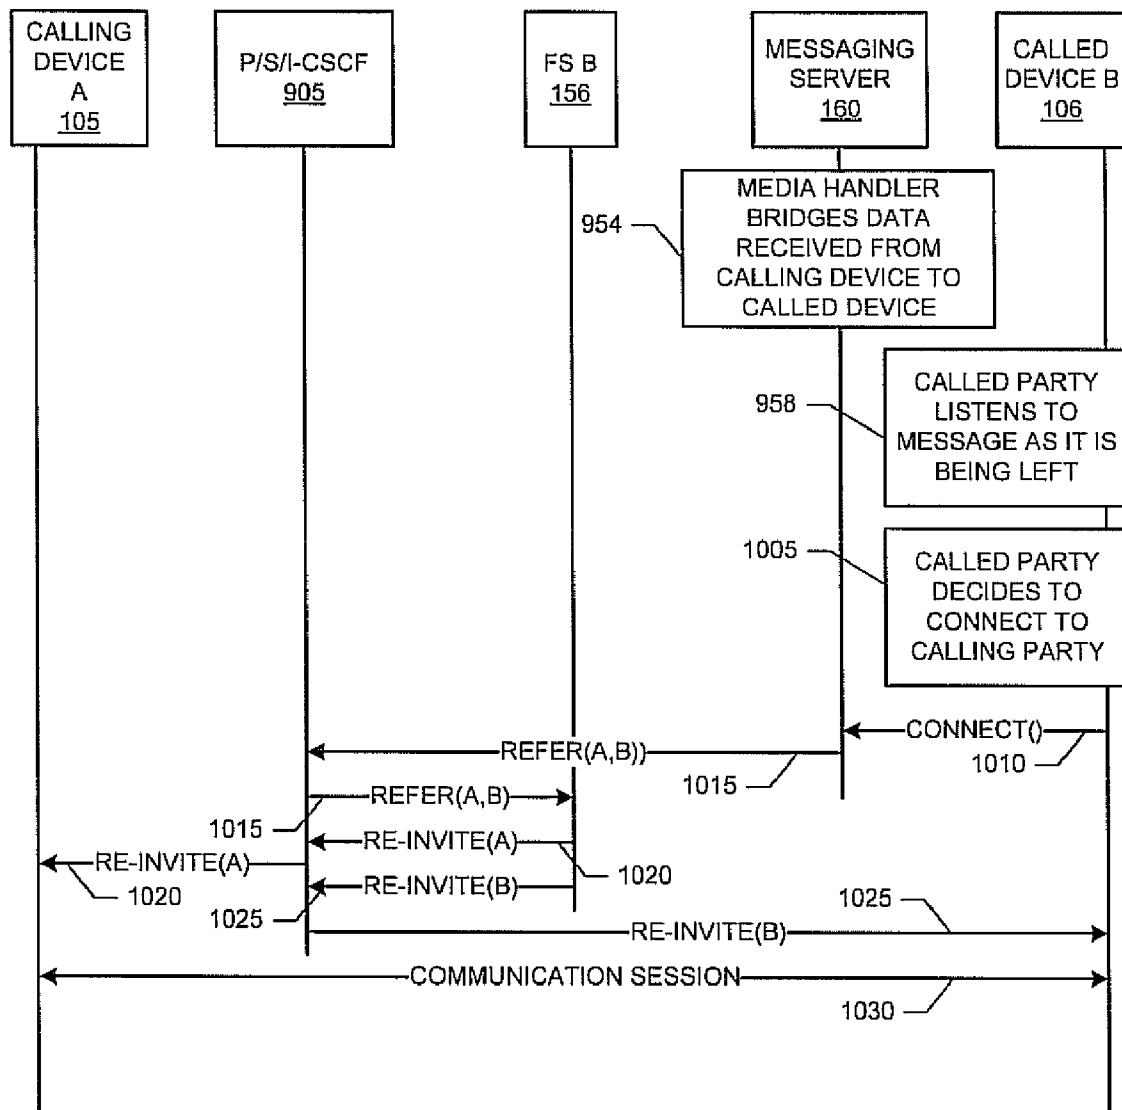 CALLING
DEVICE
A
105
P/S/I-CSCF
905
FS B
156
MESSAGING
SERVER
160
CALLED
DEVICE B
106
MEDIA HANDLER
BRIDGES DATA
RECEIVED FROM
CALLING DEVICE TO
CALLED DEVICE
954
CALLED PARTY
LISTENS TO
MESSAGE AS IT IS
BEING LEFT
958
1005
CALLED PARTY
DECIDES TO
CONNECT TO
CALLING PARTY
CONNECT()
1010
REFER(A,B))
1015
REFER(A,B)
1015
RE-INVITE(A)
1020
RE-INVITE(A)
1020
RE-INVITE(B)
1025
1025
RE-INVITE(B)
COMMUNICATION SESSION
1030